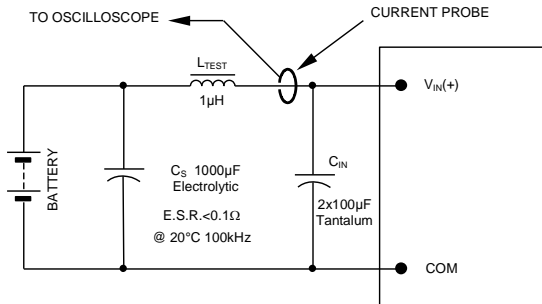 TO OSCILLOSCOPE
CURRENT PROBE
LTEST
1µH
VIN(+)
BATTERY
CS 1000µF
Electrolytic
E.S.R.<0.1Ω
@ 20°C 100kHz
CIN
2x100µF
Tantalum
COM